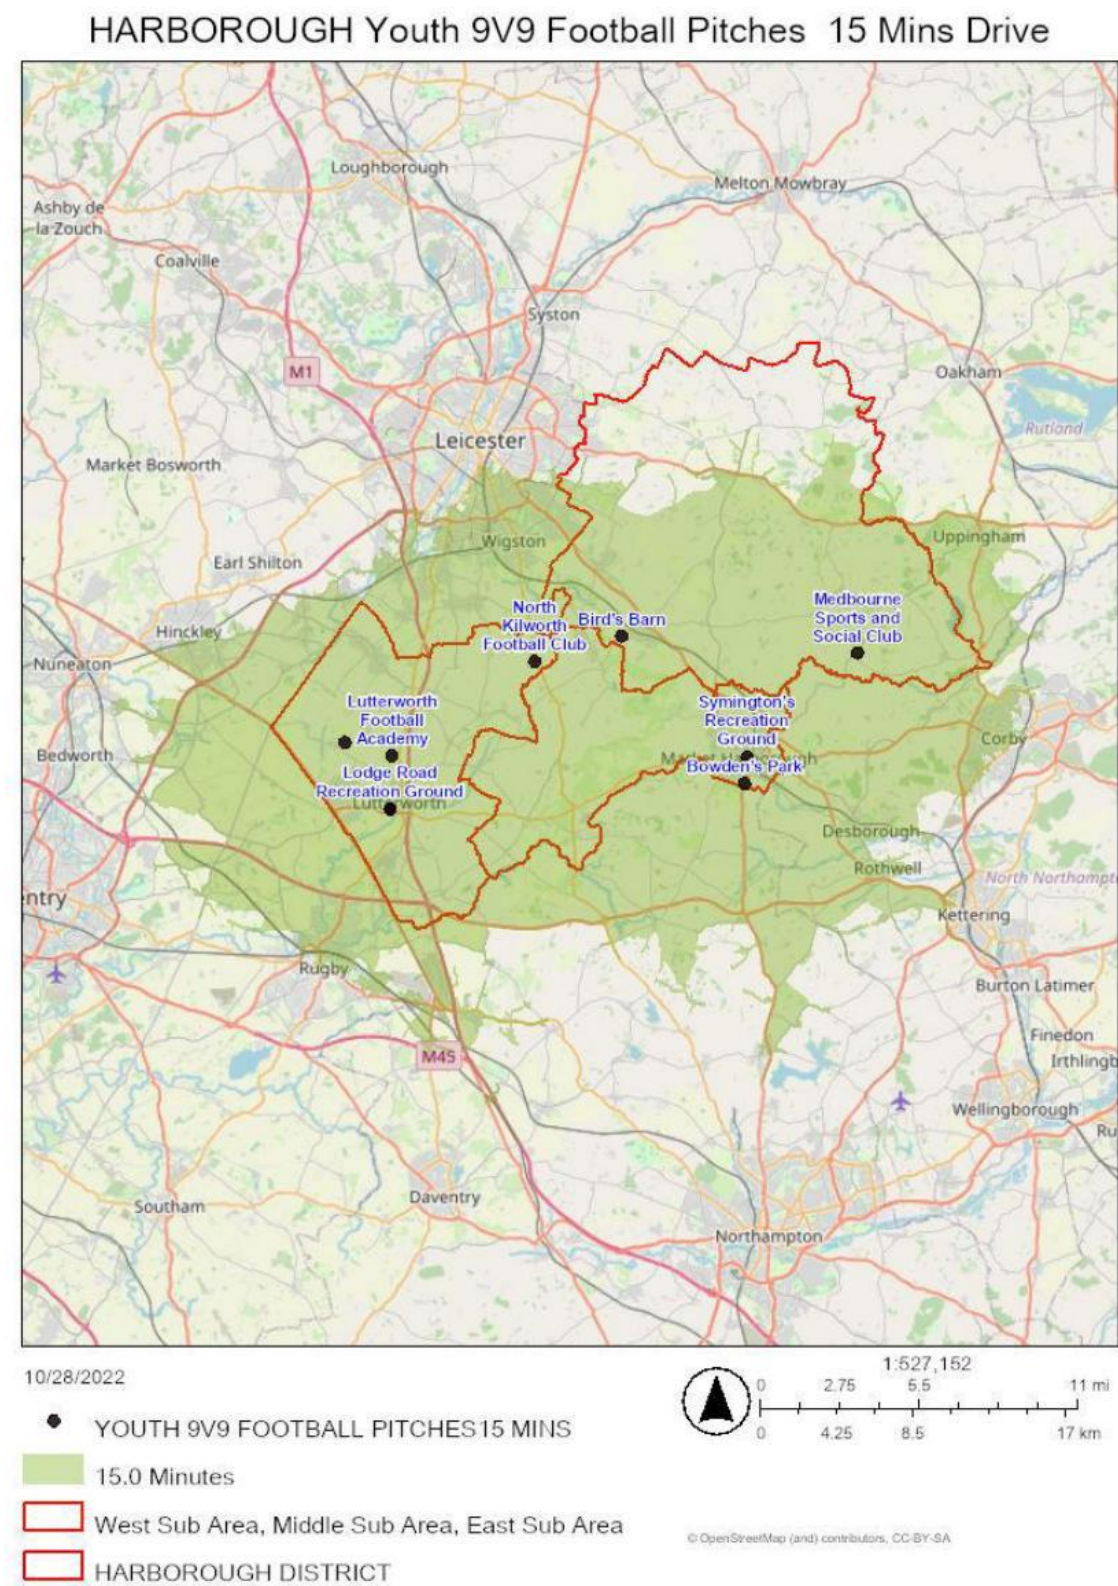 HARBOROUGH Youth 9V9 Football Pitches 15 Mins Drive
Loughborough
Melton Mowbray
Ashby de
la Zouch
Coalville
Syston
M1
Oakham
Leicester
Rutland
Market Bosworth
Wigston
Uppingham
Earl Shilton
North
Kilworth
Football Club
Bird's Barn
Medbourne
Sports and
Social Club
Hinckley
Nuneaton
Lutterworth
Football
Academy
Symington's
Recreation
Ground
Corby
Bedworth
Market Harborough
Bowden's Park
Lodge Road
Recreation Ground
Lutterworth
Desborough
Rothwell
North Northampt
entry
Kettering
Rugby
Burton Latimer
Finedon
Irthlingb
M45
Wellingborough
Ru
Daventry
Southam
Northampton
10/28/2022
1:527,152
0 2.75 5.5 11 mi
0 4.25 8.5 17 km
YOUTH 9V9 FOOTBALL PITCHES15 MINS
15.0 Minutes
West Sub Area, Middle Sub Area, East Sub Area
© OpenStreetMap (and) contributors, CC-BY-SA
HARBOROUGH DISTRICT